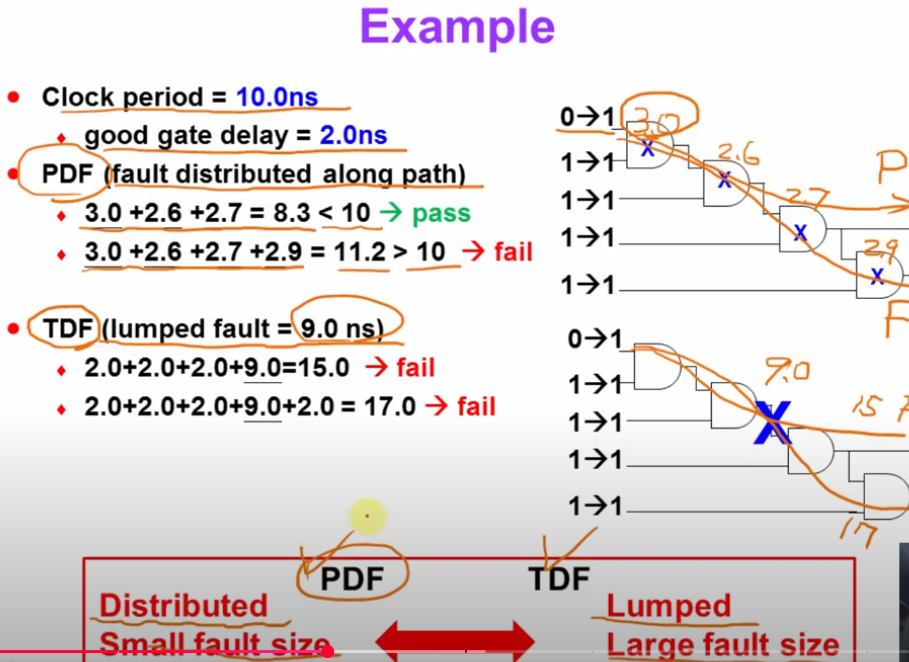 Example
Clock period = 10.0ns
good gate delay = 2.0ns
PDF (fault distributed along path)
3.0 +2.6 +2.7 = 8.3 < 10 → pass
3.0 +2.6 +2.7 +2.9 = 11.2 > 10 → fail
TDF (lumped fault = 9.0 ns)
2.0+2.0+2.0+9.0=15.0 → fail
2.0+2.0+2.0+9.0+2.0 = 17.0 → fail
0→1 3.0
X
1→1 2.6
X
1→1 2.7
X
1→1 2.9
X
1→1
P
F
0→1
1→1 9.0
X
1→1 15
1→1
1→1
17
PDF TDF
Distributed Lumped
Small fault size Large fault size